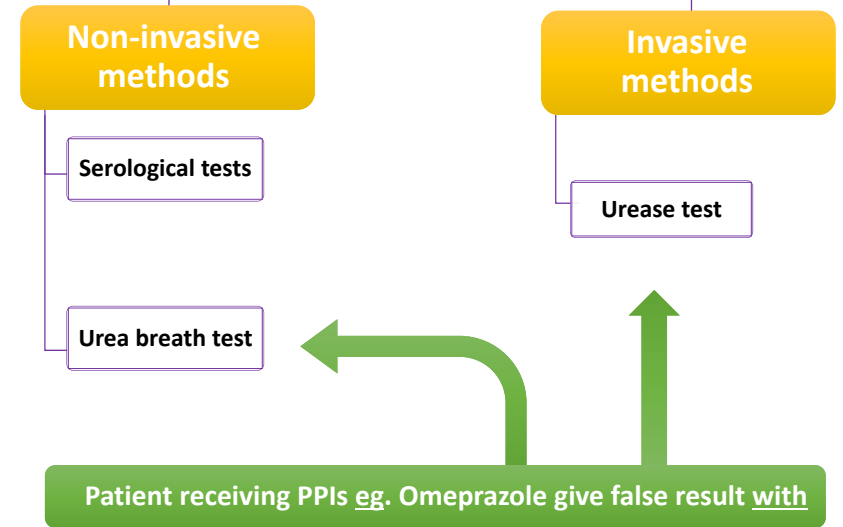 Non-invasive
methods
Invasive
methods
Serological tests
Urease test
Urea breath test
Patient receiving PPIs eg. Omeprazole give false result with